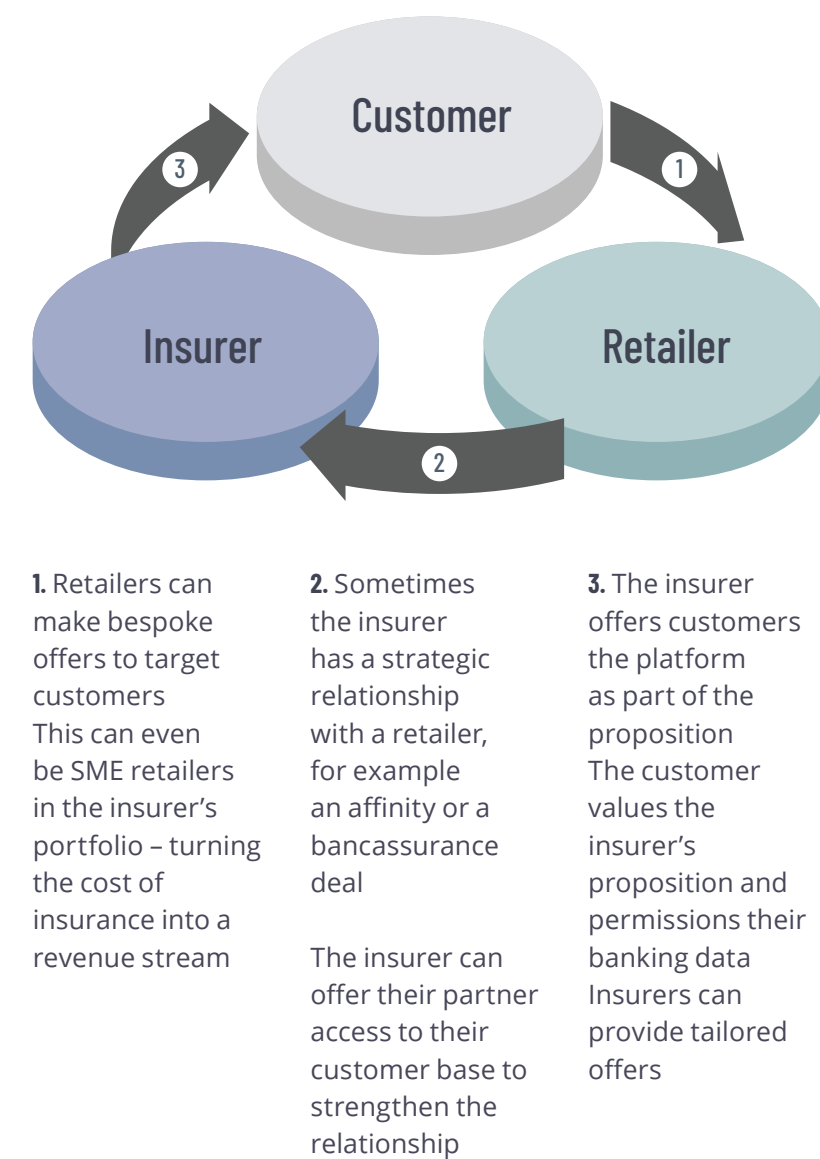 Customer
3
1
Insurer
Retailer
2
1. Retailers can
make bespoke
offers to target
customers
This can even
be SME retailers
in the insurer’s
portfolio – turning
the cost of
insurance into a
revenue stream
2. Sometimes
the insurer
has a strategic
relationship
with a retailer,
for example
an affinity or a
bancassurance
deal
The insurer can
offer their partner
access to their
customer base to
strengthen the
relationship
3. The insurer
offers customers
the platform
as part of the
proposition
The customer
values the
insurer’s
proposition and
permissions their
banking data
Insurers can
provide tailored
offers